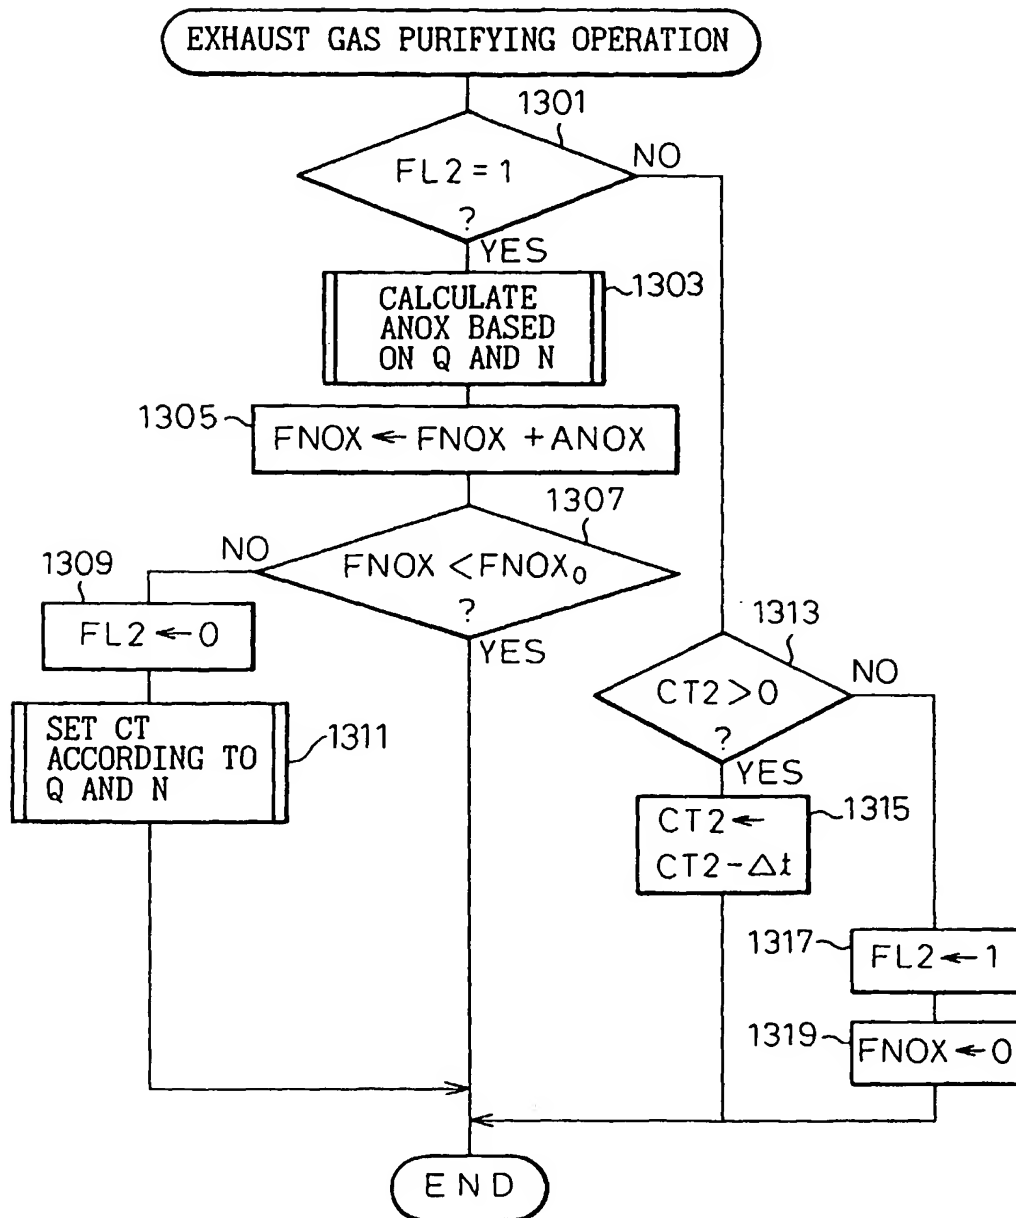 EXHAUST GAS PURIFYING OPERATION
1301
FL2 = 1
?
NO
YES
CALCULATE
ANOX BASED
ON Q AND N
1303
1305
FNOX ← FNOX + ANOX
1307
FNOX < FNOX₀
?
NO
YES
1309
FL2 ← 0
SET CT
ACCORDING TO
Q AND N
1311
1313
CT2 > 0
?
NO
YES
CT2 ←
CT2 - Δt
1315
1317
FL2 ← 1
1319
FNOX ← 0
END